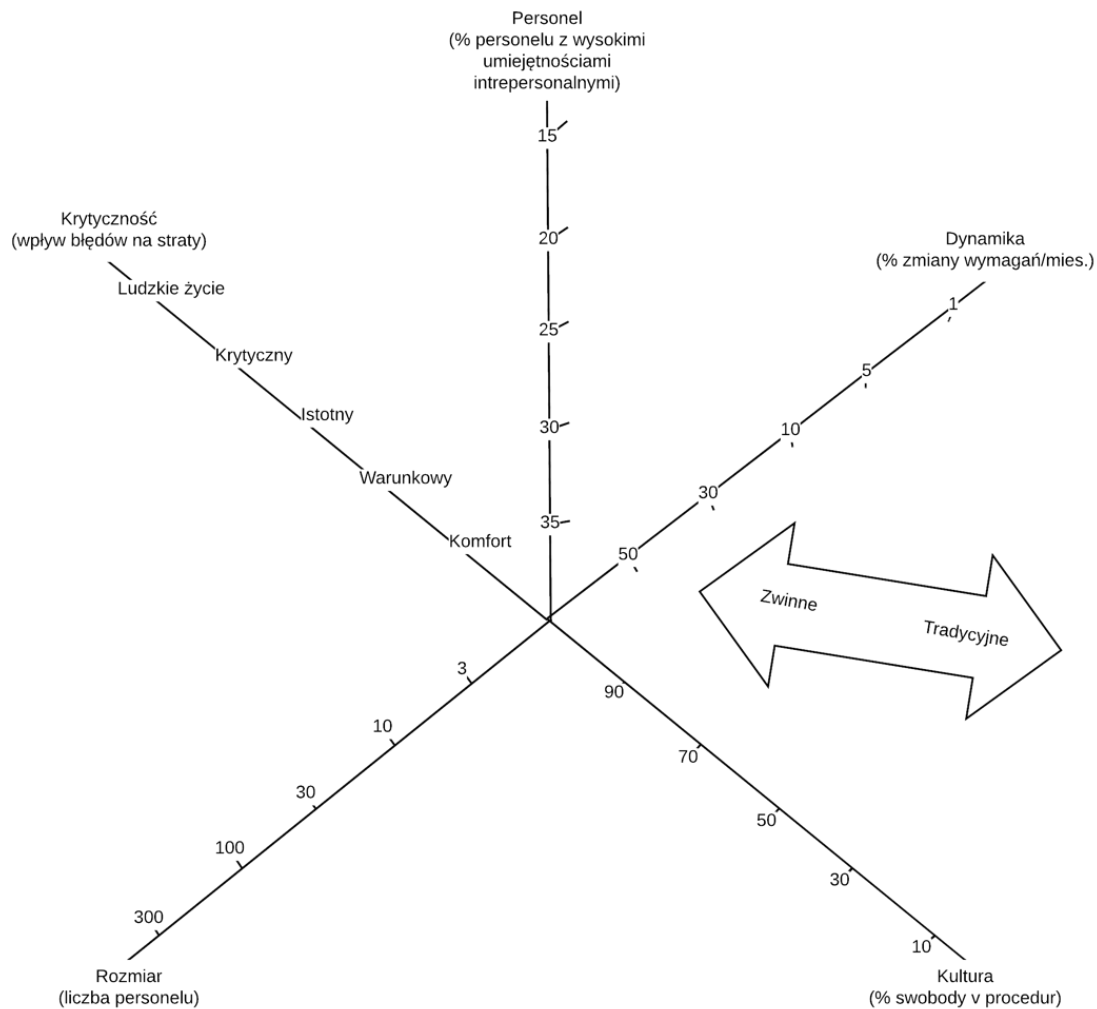 Personel
(% personelu z wysokimi
umiejętnościami
intrepersonalnymi)
15
20
25
30
35
Krytyczność
(wpływ błędów na straty)
Ludzkie życie
Krytyczny
Istotny
Warunkowy
Komfort
Dynamika
(% zmiany wymagań/mies.)
1
5
10
30
50
Zwinne
Tradycyjne
3
10
30
100
300
Rozmiar
(liczba personelu)
90
70
50
30
10
Kultura
(% swobody v procedur)